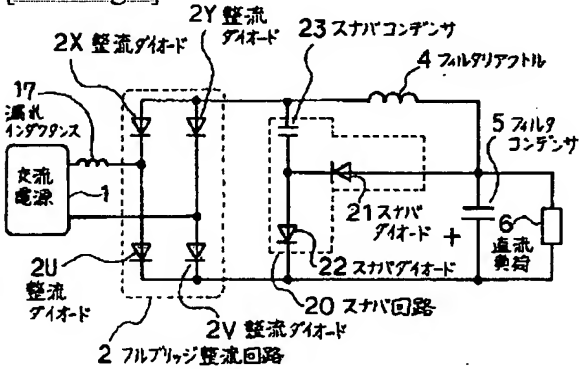 2X 整流ダイオード
2Y 整流
ダイオード
23 スナバコンデンサ
4 フィルタリアクトル
17
漏れ
インダクタンス
5 フィルタ
コンデンサ
交流
電源
1
21 スナバ
ダイオード
+
6
直流
負荷
2U
整流
ダイオード
22 スナバダイオード
20 スナバ回路
2V 整流ダイオード
2 フルブリッジ整流回路